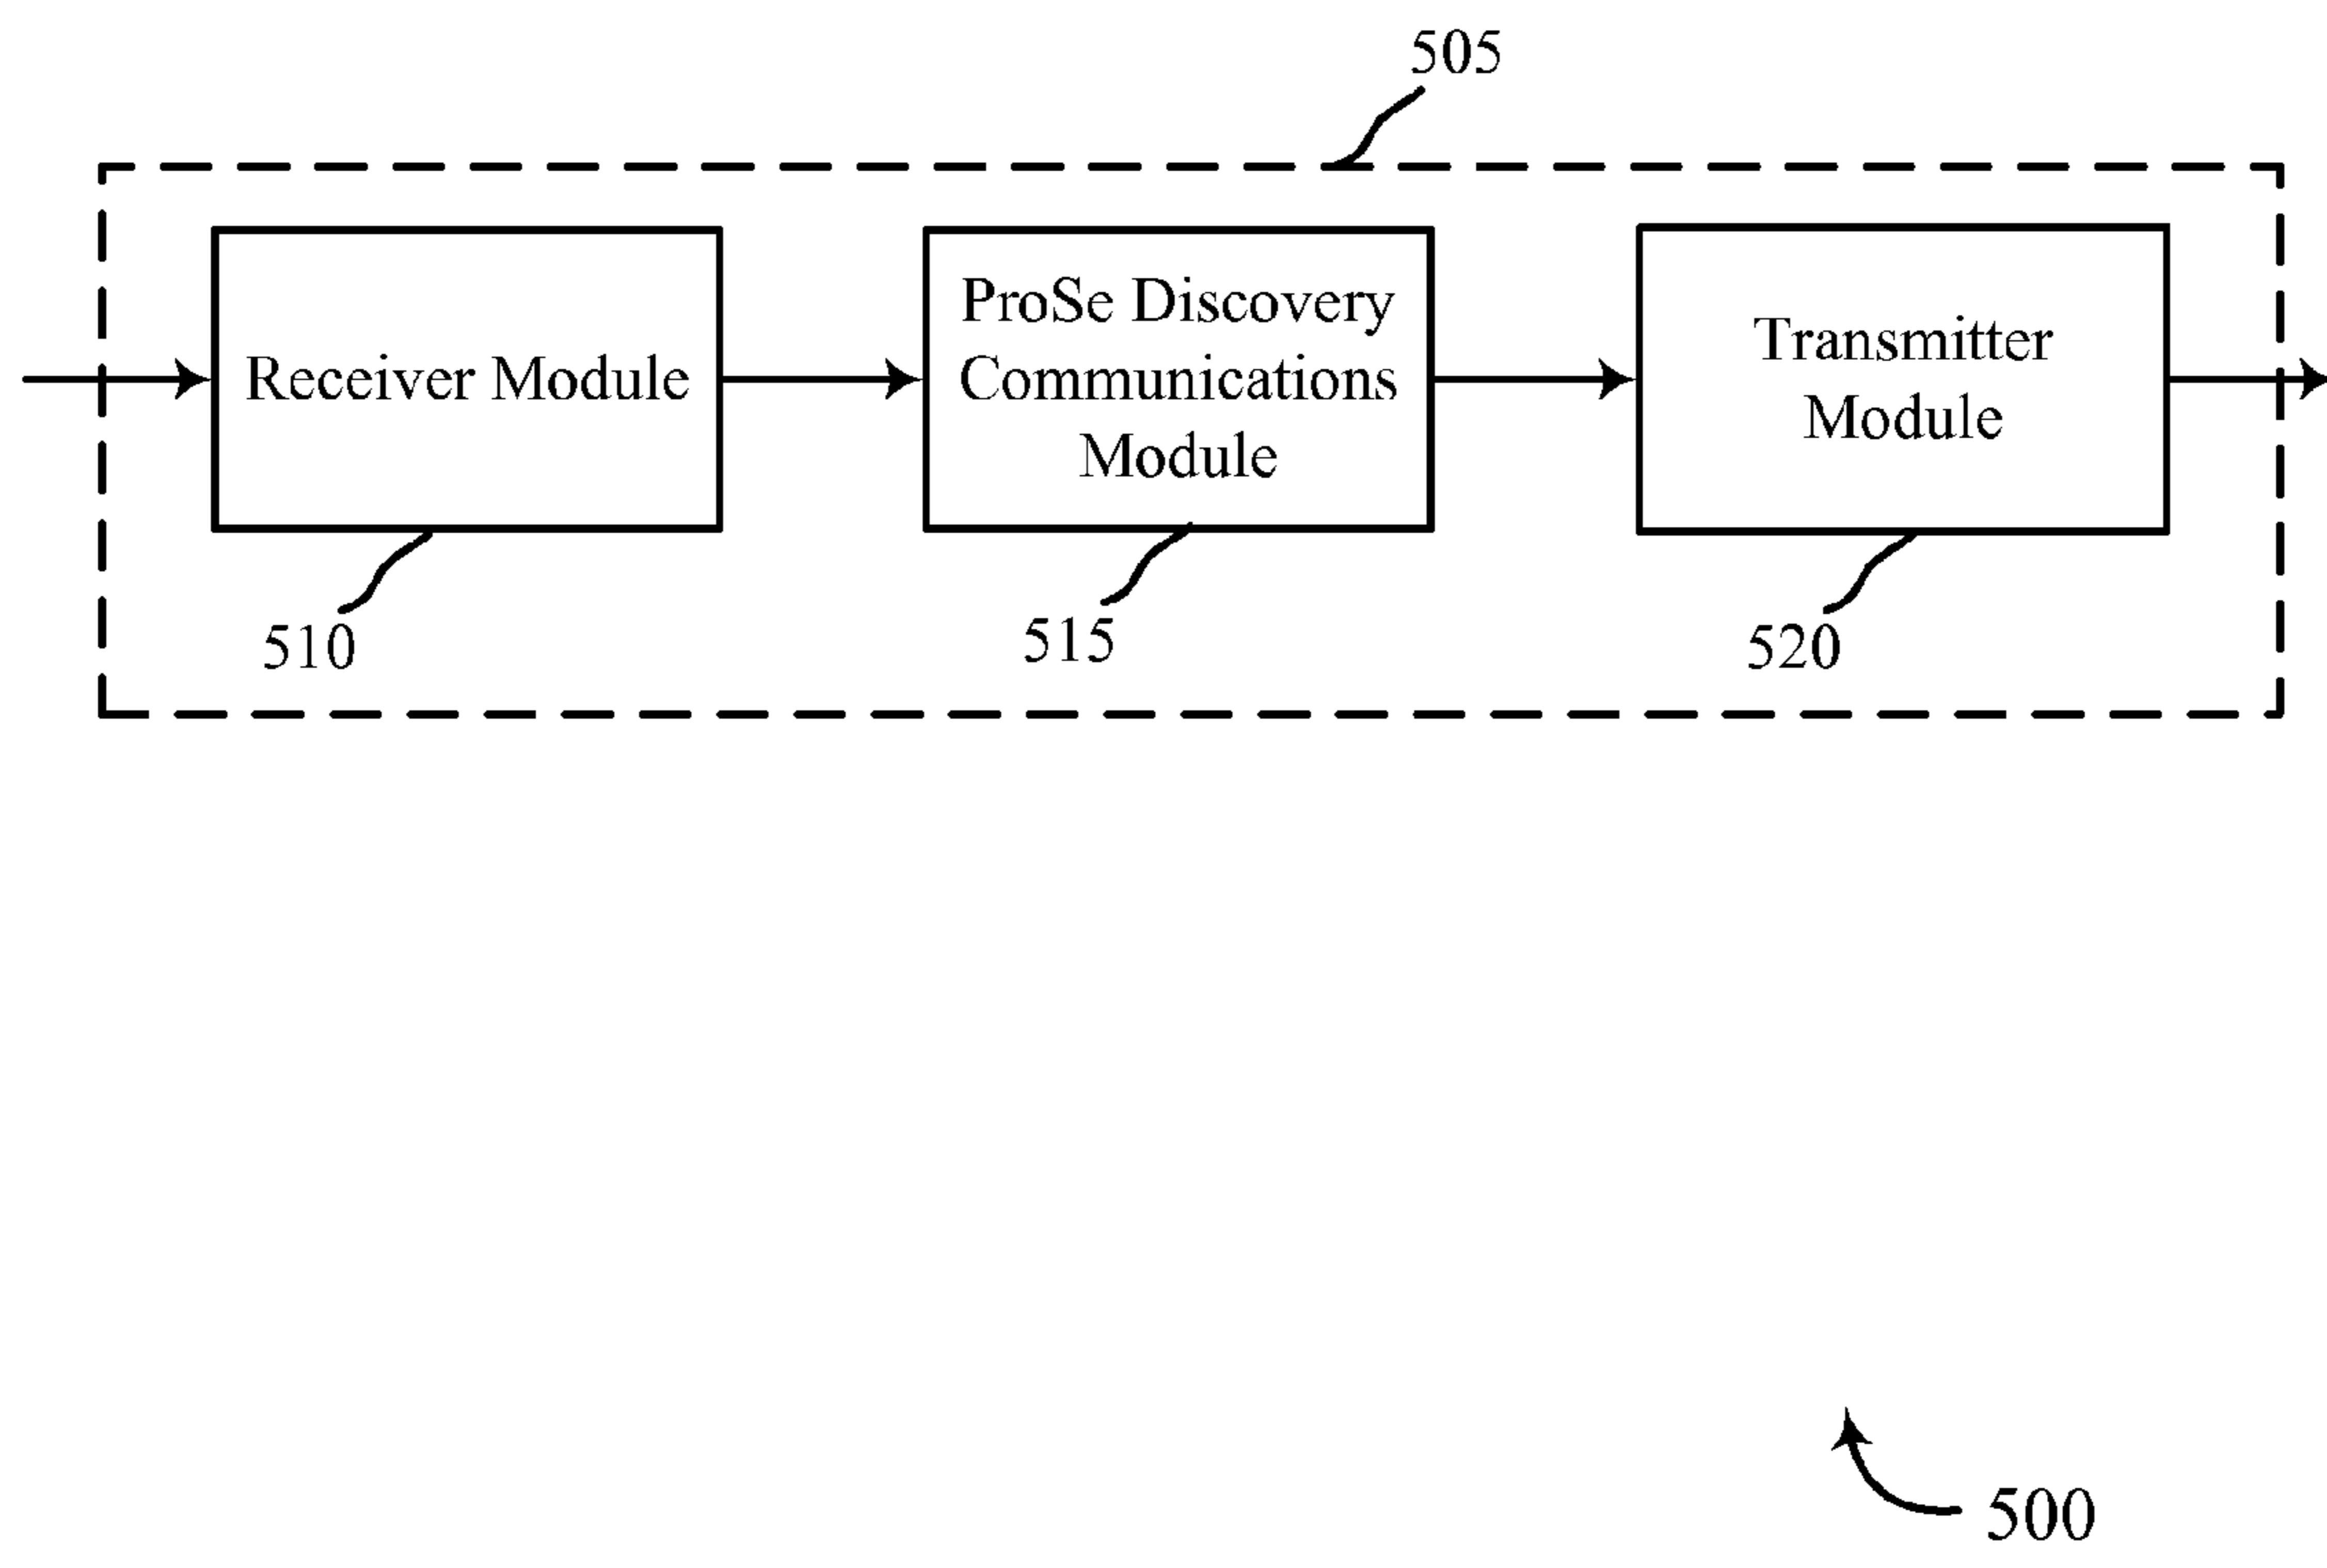 505
Receiver Module
ProSe Discovery
Communications
Module
Transmitter
Module
510
515
520
500